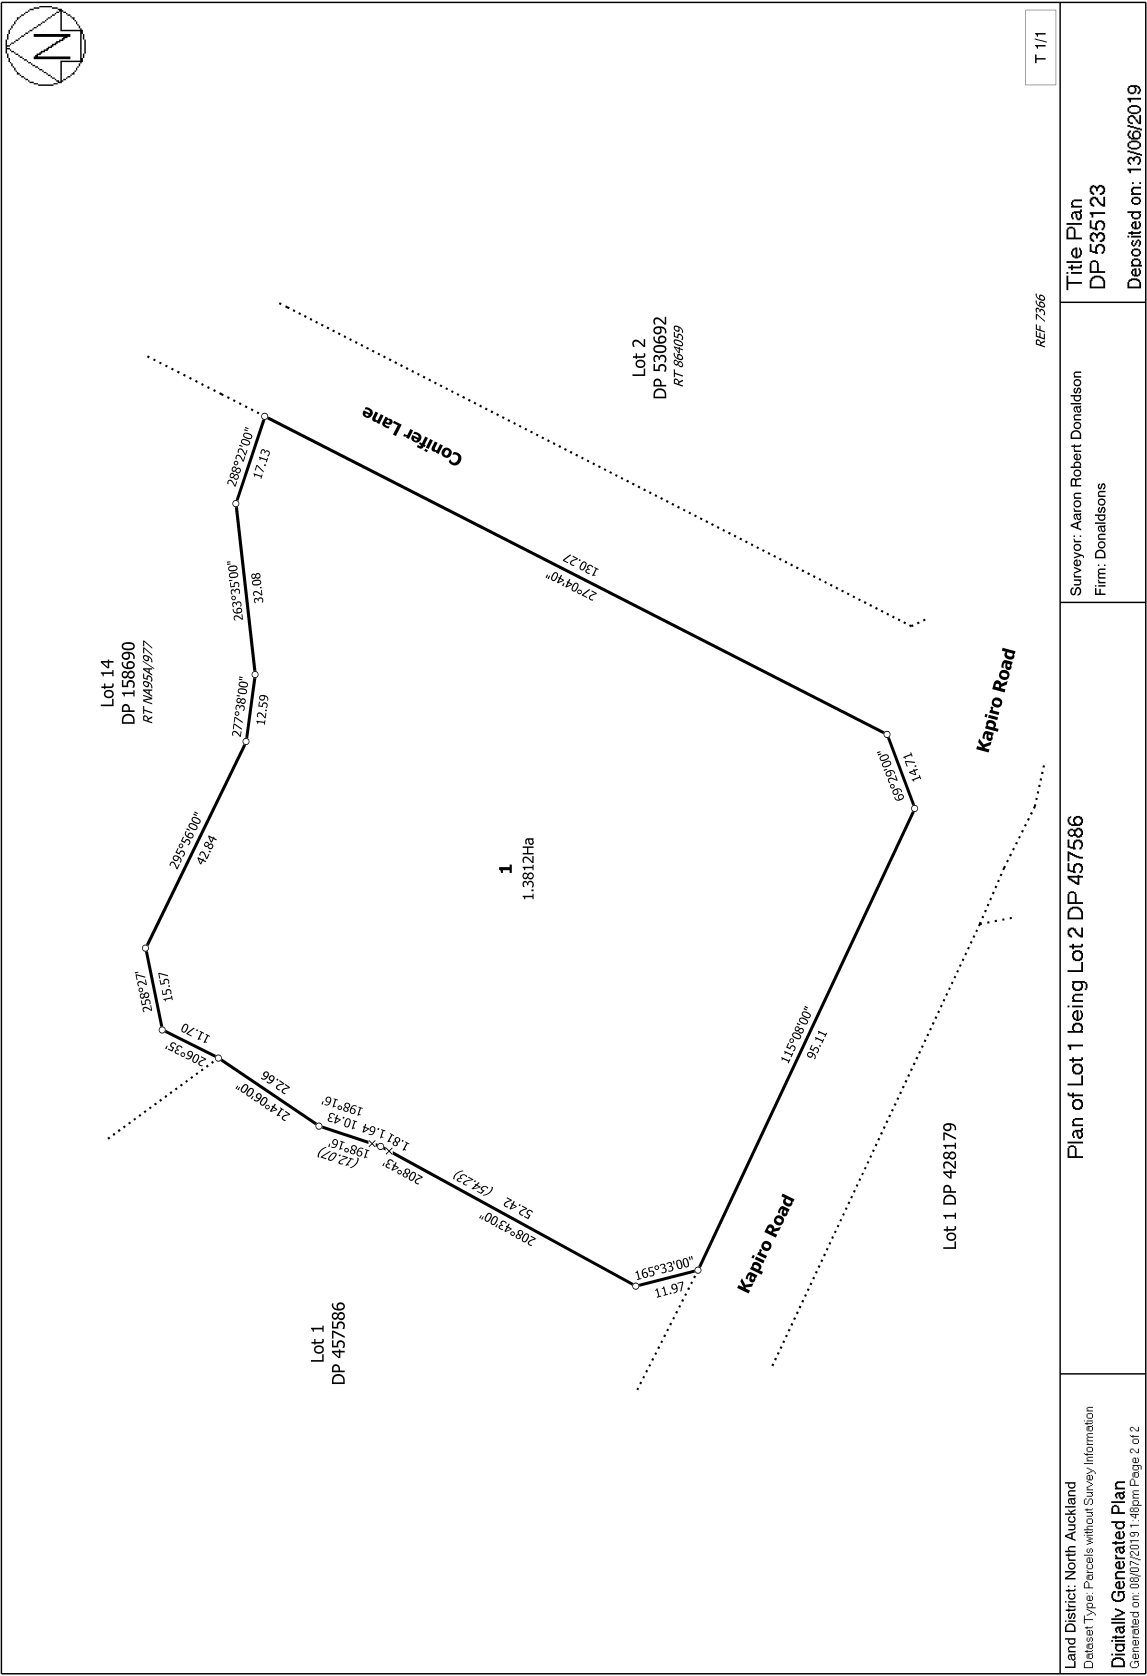 N
T 1/1
Lot 14
DP 158690
RT NA95A/977
288°22'00"
17.13
263°35'00"
32.08
277°38'00"
12.59
295°56'00"
42.84
258°27'
15.57
206°35'
11.70
214°06'00"
22.66
198°16'
10.43
1.64
198°16'
(12.07)
1.81
208°43'
(54.23)
52.42
208°43'00"
165°33'00"
11.97
115°08'00"
95.11
69°29'00"
14.71
27°04'40"
130.27
Conifer Lane
1
1.3812Ha
Lot 2
DP 530692
RT 864059
Lot 1
DP 457586
Kapiro Road
Kapiro Road
Lot 1 DP 428179
REF 7366
Land District: North Auckland
Dataset Type: Parcels without Survey Information
Digitally Generated Plan
Generated on: 08/07/2019 1:48pm Page 2 of 2
Plan of Lot 1 being Lot 2 DP 457586
Surveyor: Aaron Robert Donaldson
Firm: Donaldsons
Title Plan
DP 535123
Deposited on: 13/06/2019